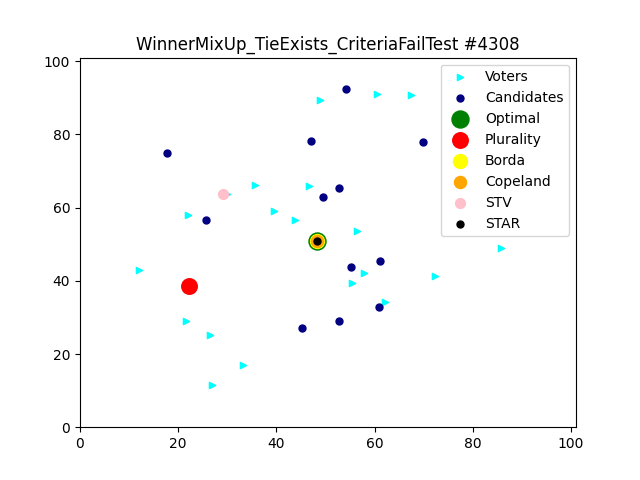 WinnerMixUp_TieExists_CriteriaFailTest #4308
Voters
Candidates
Optimal
Plurality
Borda
Copeland
STV
STAR
100
80
60
40
20
0
0 20 40 60 80 100